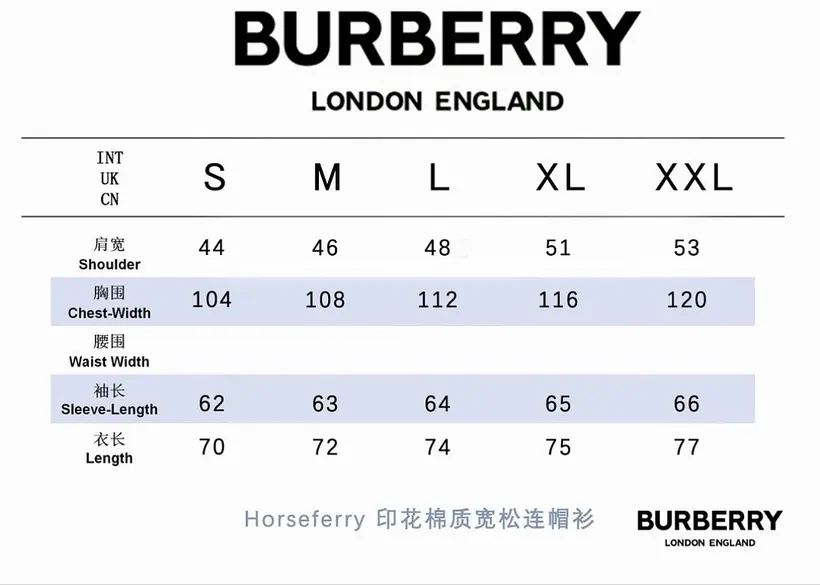 BURBERRY
LONDON ENGLAND
INT
UK
CN
S M L XL XXL
肩宽
Shoulder
44 46 48 51 53
胸围
Chest-Width
104 108 112 116 120
腰围
Waist Width
袖长
Sleeve-Length
62 63 64 65 66
衣长
Length
70 72 74 75 77
Horseferry 印花棉质宽松连帽衫
BURBERRY
LONDON ENGLAND